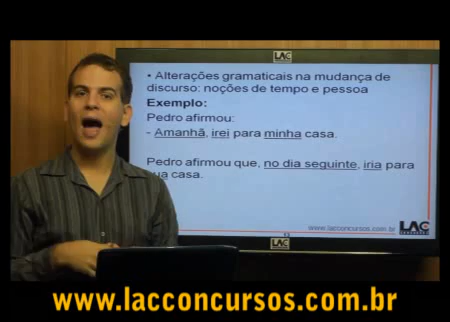 LAC
• Alterações gramaticais na mudança de
discurso: noções de tempo e pessoa
Exemplo:
Pedro afirmou:
- Amanhã, irei para minha casa.
Pedro afirmou que, no dia seguinte, iria para
casa.
www.lacconcursos.com.br
LAC
13
LAC
www.lacconcursos.com.br